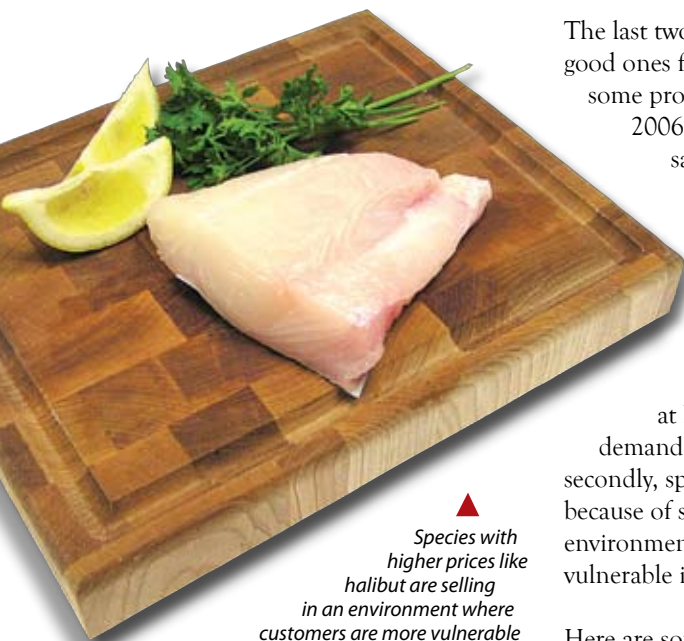 Species with
higher prices like
halibut are selling
in an environment where
customers are more vulnerable
The last two
good ones f
some pro
2006
sa
at
demand
secondly, sp
because of s
environmen
vulnerable i
Here are so